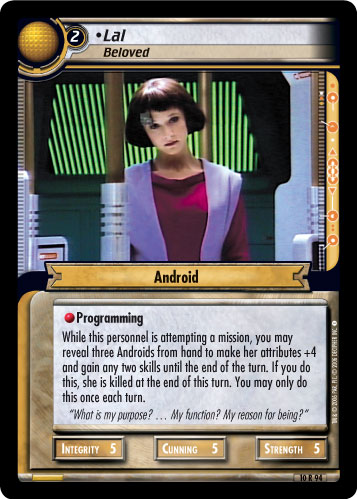 2
•Lal
Beloved
Android
Programming
While this personnel is attempting a mission, you may
reveal three Androids from hand to make her attributes +4
and gain any two skills until the end of the turn. If you do
this, she is killed at the end of this turn. You may only do
this once each turn.
“What is my purpose? … My function? My reason for being?”
INTEGRITY 5
CUNNING 5
STRENGTH 5
10 R 94